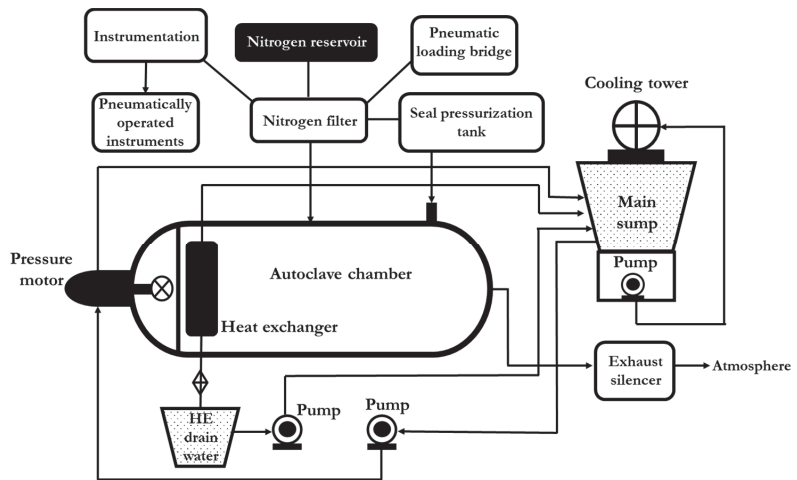 Instrumentation
Nitrogen reservoir
Pneumatic
loading bridge
Pneumatically
operated
instruments
Nitrogen filter
Seal pressurization
tank
Cooling tower
Main
sump
Pump
Pressure
motor
Autoclave chamber
Heat exchanger
Exhaust
silencer
Atmosphere
HE
drain
water
Pump
Pump